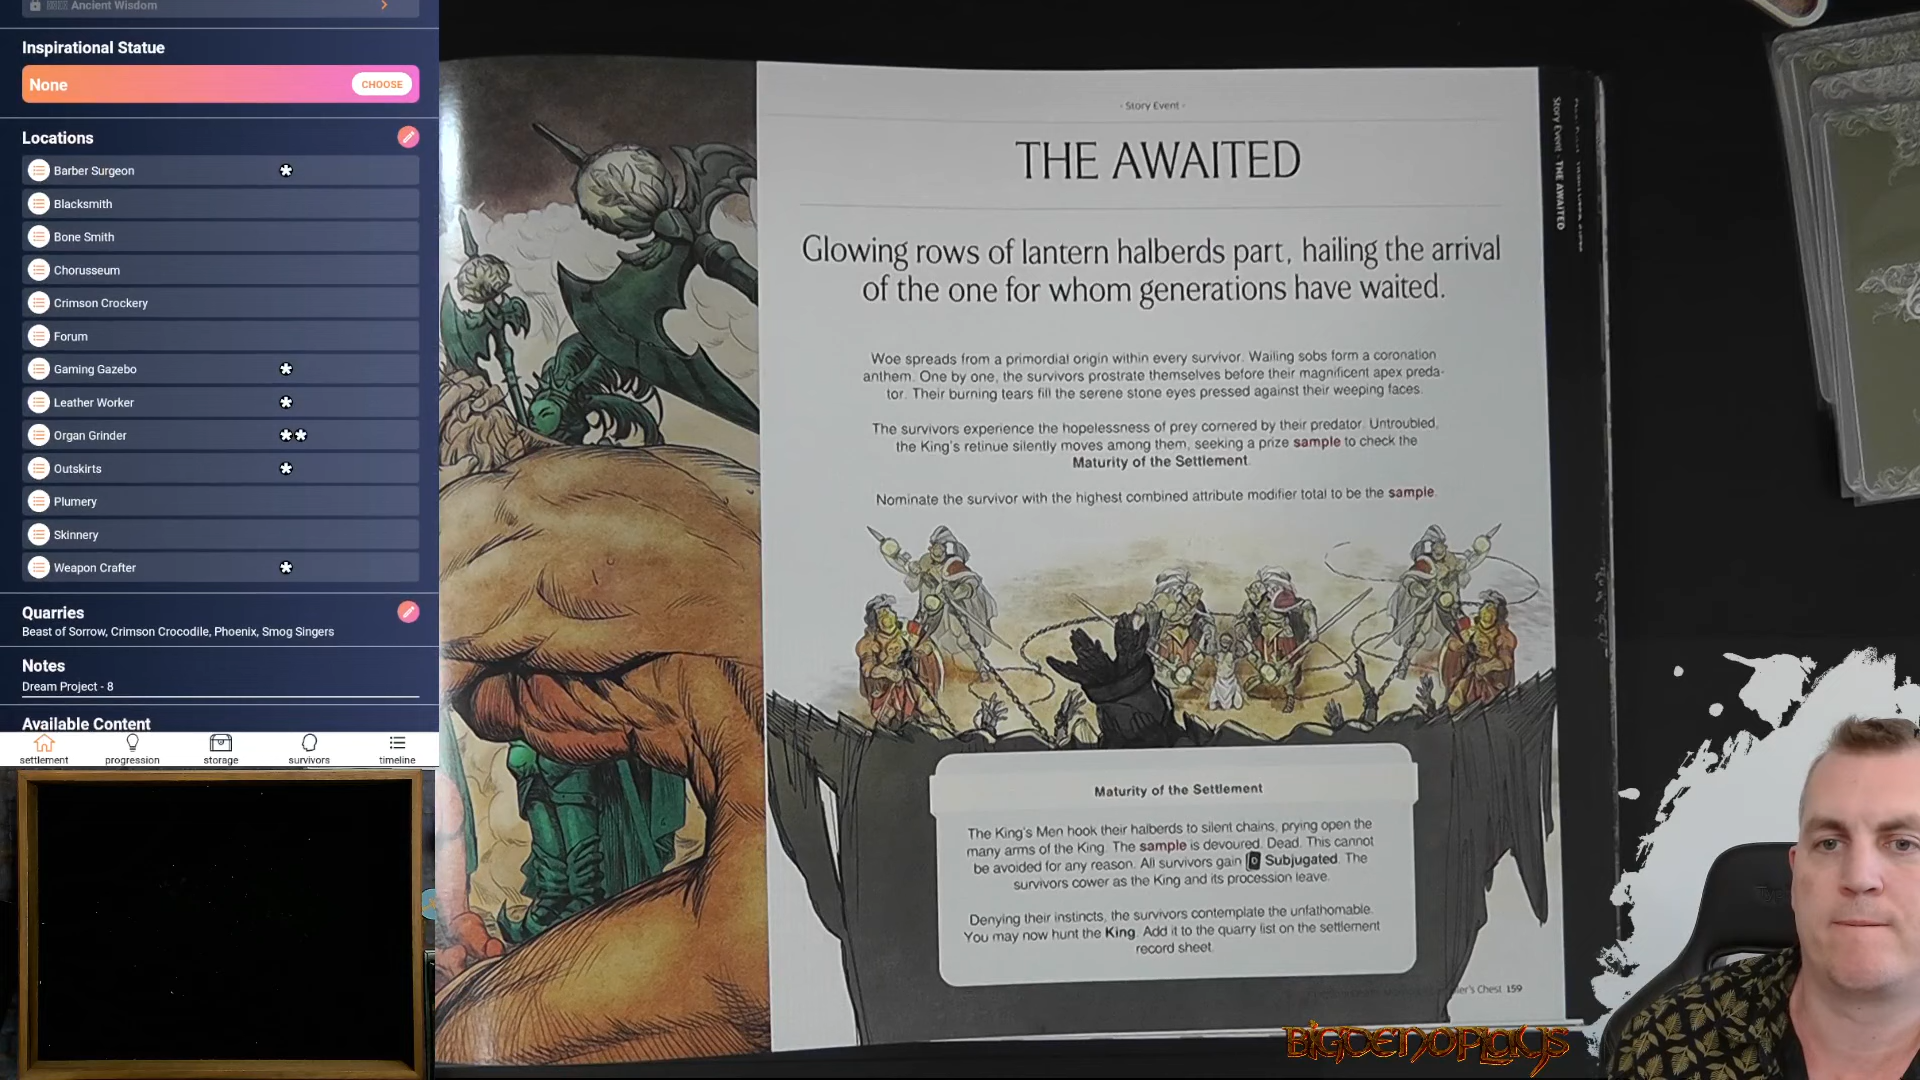 Ancient Wisdom
Inspirational Statue
None
CHOOSE
Locations
Barber Surgeon
Blacksmith
Bone Smith
Chorusseum
Crimson Crockery
Forum
Gaming Gazebo
Leather Worker
Organ Grinder
Outskirts
Plumery
Skinnery
Weapon Crafter
Quarries
Beast of Sorrow, Crimson Crocodile, Phoenix, Smog Singers
Notes
Dream Project - 8
Available Content
settlement
progression
storage
survivors
timeline
- Story Event -
THE AWAITED
Glowing rows of lantern halberds part, hailing the arrival
of the one for whom generations have waited.
Woe spreads from a primordial origin within every survivor. Wailing sobs form a coronation
anthem. One by one, the survivors prostrate themselves before their magnificent apex preda-
tor. Their burning tears fill the serene stone eyes pressed against their weeping faces.
The survivors experience the hopelessness of prey cornered by their predator. Untroubled,
the King's retinue silently moves among them, seeking a prize sample to check the
Maturity of the Settlement.
Nominate the survivor with the highest combined attribute modifier total to be the sample.
Maturity of the Settlement
The King's Men hook their halberds to silent chains, prying open the
many arms of the King. The sample is devoured. Dead. This cannot
be avoided for any reason. All survivors gain D Subjugated. The
survivors cower as the King and its procession leave.
Denying their instincts, the survivors contemplate the unfathomable.
You may now hunt the King. Add it to the quarry list on the settlement
record sheet.
Chest 159
Story Event - THE AWAITED
BIGDENOPLAYS